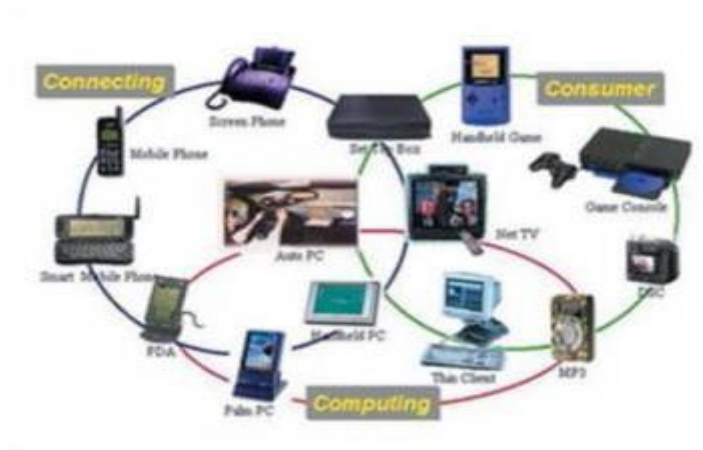 Connecting
Consumer
Screen Phone
Mobile Phone
Set Top Box
Handheld Game
Game Console
Smart Mobile Phone
Auto PC
Net TV
DSC
PDA
Handheld PC
Thin Client
MP3
Palm PC
Computing